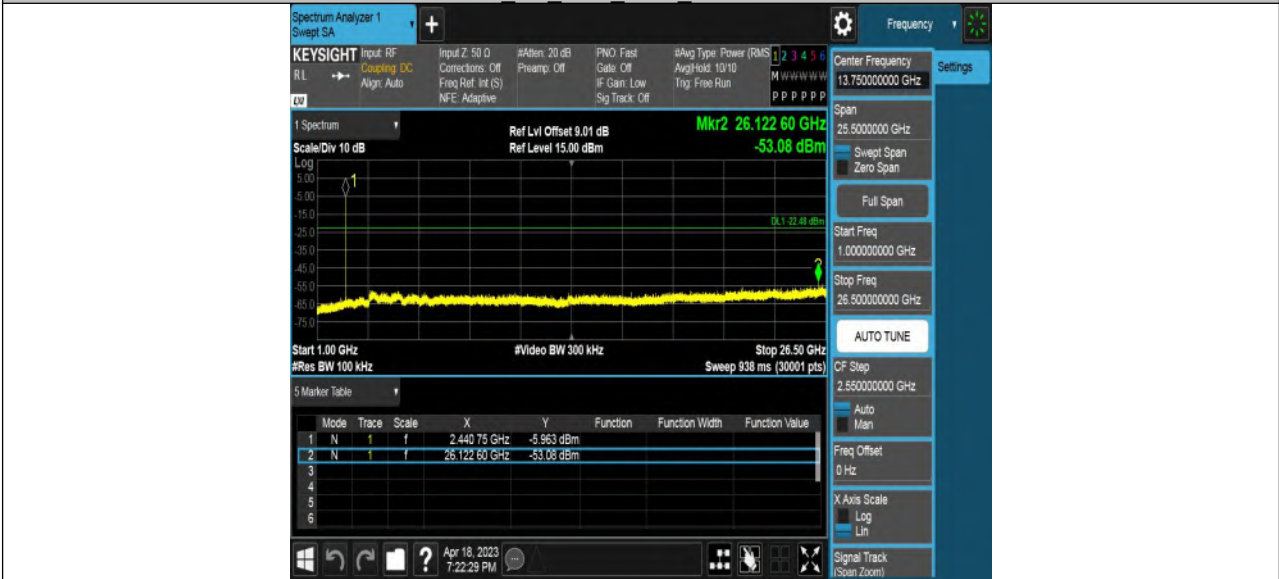 Spectrum Analyzer 1
Swept SA
+
Frequency
KEYSIGHT
RL
LXI
Input: RF
Coupling: DC
Align: Auto
Input Z: 50 Ω
Corrections: Off
Freq Ref: Int (S)
NFE: Adaptive
#Atten: 20 dB
Preamp: Off
PNO: Fast
Gate: Off
IF Gain: Low
Sig Track: Off
#Avg Type: Power (RMS
Avg|Hold: 10/10
Trig: Free Run
1 2 3 4 5 6
M W W W W W
P P P P P P
1 Spectrum
Scale/Div 10 dB
Ref Lvl Offset 9.01 dB
Ref Level 15.00 dBm
Mkr2 26.122 60 GHz
-53.08 dBm
Log
5.00
-5.00
-15.0
-25.0
-35.0
-45.0
-55.0
-65.0
-75.0
1
DL1 -22.48 dBm
2
Start 1.00 GHz
#Res BW 100 kHz
#Video BW 300 kHz
Stop 26.50 GHz
Sweep 938 ms (30001 pts)
5 Marker Table
Mode Trace Scale X Y Function Function Width Function Value
1 N 1 f 2.440 75 GHz -5.963 dBm
2 N 1 f 26.122 60 GHz -53.08 dBm
3
4
5
6
?
Apr 18, 2023
7:22:29 PM
Center Frequency
13.750000000 GHz
Settings
Span
25.5000000 GHz
Swept Span
Zero Span
Full Span
Start Freq
1.000000000 GHz
Stop Freq
26.500000000 GHz
AUTO TUNE
CF Step
2.550000000 GHz
Auto
Man
Freq Offset
0 Hz
X Axis Scale
Log
Lin
Signal Track
(Span Zoom)